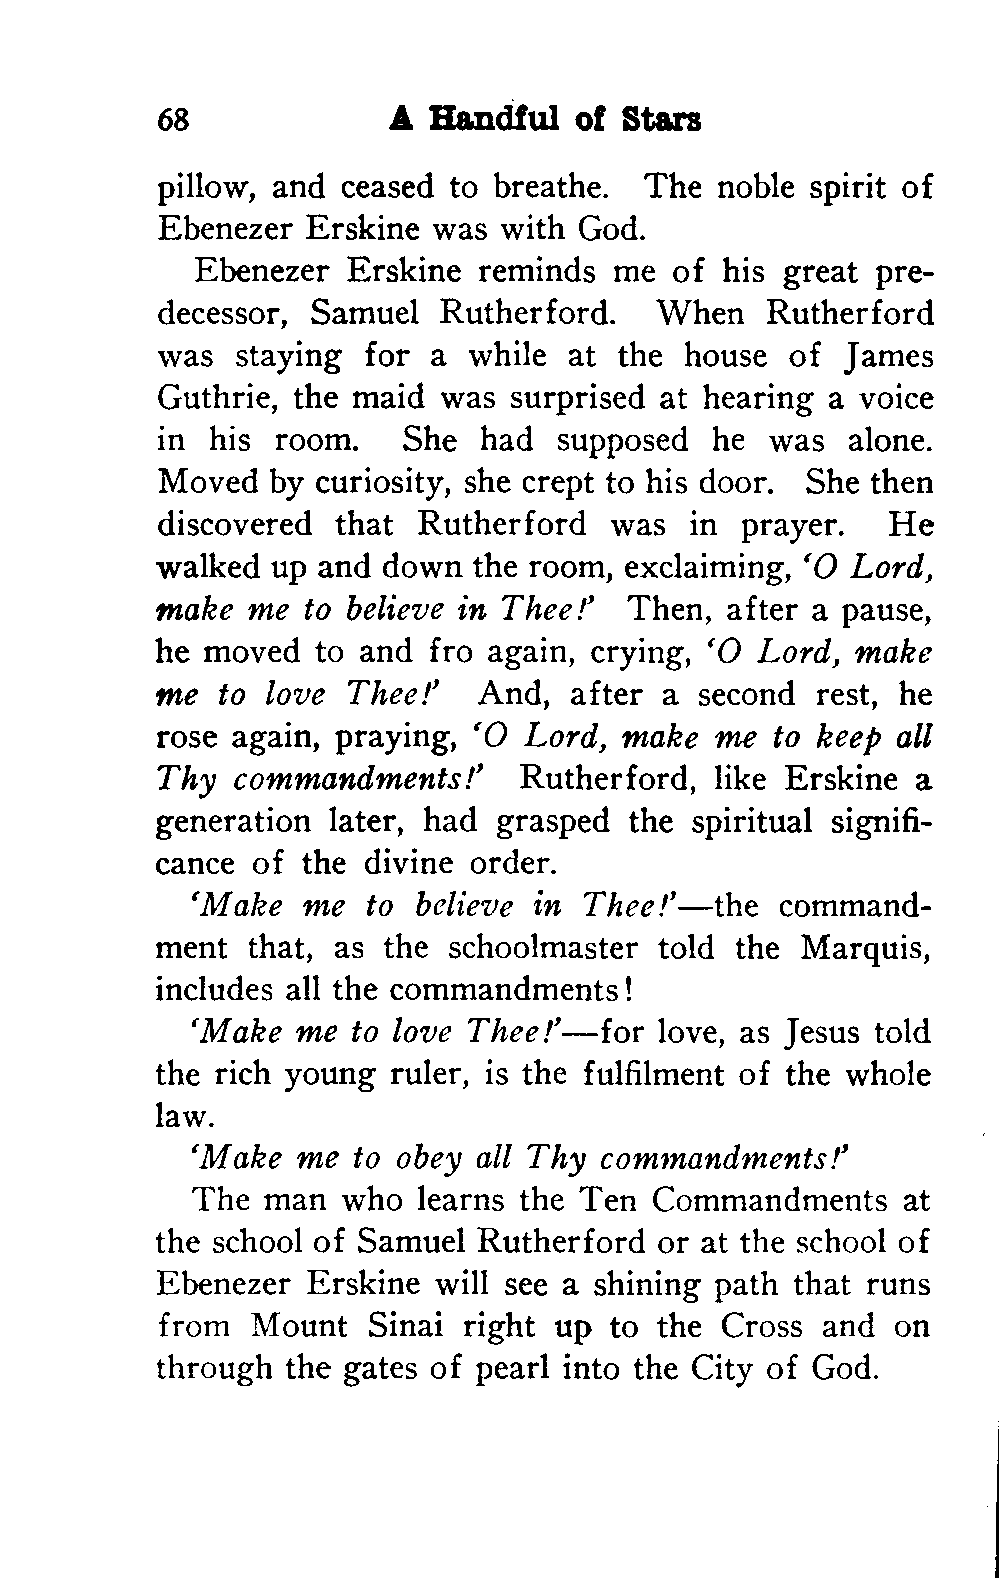 68 A Handful of Stars
pillow, and ceased to breathe. The noble spirit of
Ebenezer Erskine was with God.
Ebenezer Erskine reminds me of his great pre-
decessor, Samuel Rutherford. When Rutherford
was staying for a while at the house of James
Guthrie, the maid was surprised at hearing a voice
in his room. She had supposed he was alone.
Moved by curiosity, she crept to his door. She then
discovered that Rutherford was in prayer. He
walked up and down the room, exclaiming, ‘O Lord,
make me to believe in Thee!’ Then, after a pause,
he moved to and fro again, crying, ‘O Lord, make
me to love Thee!’ And, after a second rest, he
rose again, praying, ‘O Lord, make me to keep all
Thy commandments!’ Rutherford, like Erskine a
generation later, had grasped the spiritual signifi-
cance of the divine order.
‘Make me to believe in Thee!’—the command-
ment that, as the schoolmaster told the Marquis,
includes all the commandments!
‘Make me to love Thee!’—for love, as Jesus told
the rich young ruler, is the fulfilment of the whole
law.
‘Make me to obey all Thy commandments!’
The man who learns the Ten Commandments at
the school of Samuel Rutherford or at the school of
Ebenezer Erskine will see a shining path that runs
from Mount Sinai right up to the Cross and on
through the gates of pearl into the City of God.